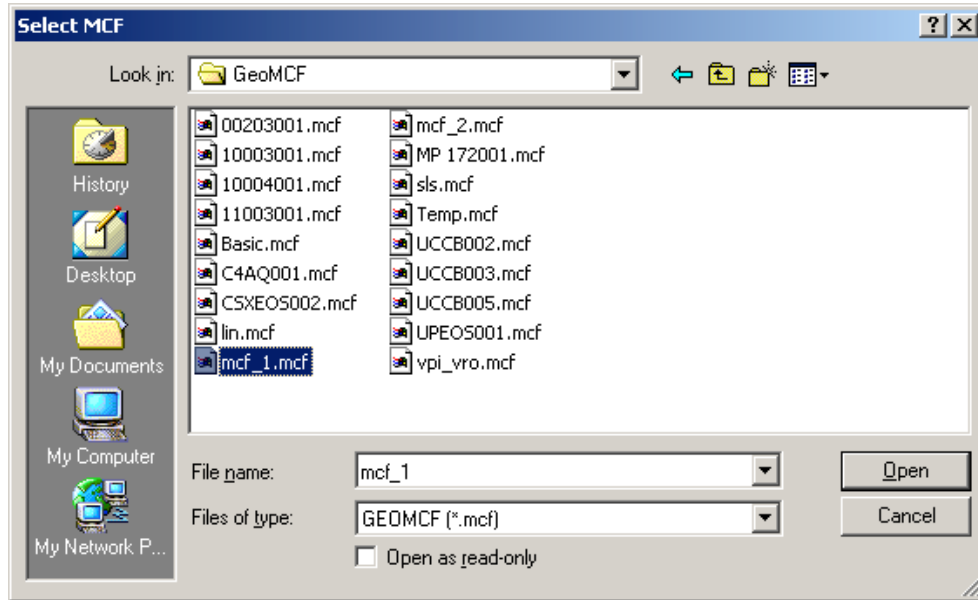 Select MCF
Look in: GeoMCF
History
Desktop
My Documents
My Computer
My Network P...
00203001.mcf
10003001.mcf
10004001.mcf
11003001.mcf
Basic.mcf
C4AQ001.mcf
CSXEOS002.mcf
lin.mcf
mcf_1.mcf
mcf_2.mcf
MP 172001.mcf
sls.mcf
Temp.mcf
UCCB002.mcf
UCCB003.mcf
UCCB005.mcf
UPEOS001.mcf
vpi_vro.mcf
File name: mcf_1 Open
Files of type: GEOMCF (*.mcf) Cancel
Open as read-only